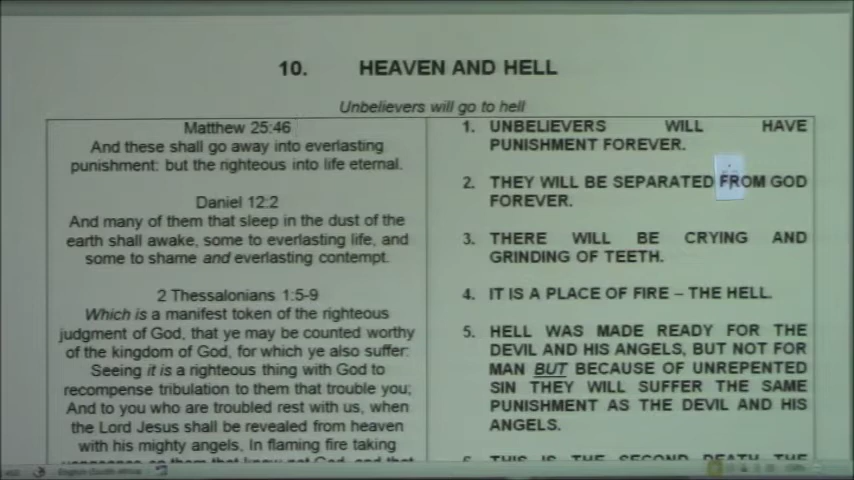 10. HEAVEN AND HELL
Unbelievers will go to hell
Matthew 25:46
And these shall go away into everlasting
punishment: but the righteous into life eternal.
Daniel 12:2
And many of them that sleep in the dust of the
earth shall awake, some to everlasting life, and
some to shame and everlasting contempt.
2 Thessalonians 1:5-9
Which is a manifest token of the righteous
judgment of God, that ye may be counted worthy
of the kingdom of God, for which ye also suffer:
Seeing it is a righteous thing with God to
recompense tribulation to them that trouble you;
And to you who are troubled rest with us, when
the Lord Jesus shall be revealed from heaven
with his mighty angels, In flaming fire taking
1. UNBELIEVERS WILL HAVE
PUNISHMENT FOREVER.
2. THEY WILL BE SEPARATED FROM GOD
FOREVER.
3. THERE WILL BE CRYING AND
GRINDING OF TEETH.
4. IT IS A PLACE OF FIRE – THE HELL.
5. HELL WAS MADE READY FOR THE
DEVIL AND HIS ANGELS, BUT NOT FOR
MAN BUT BECAUSE OF UNREPENTED
SIN THEY WILL SUFFER THE SAME
PUNISHMENT AS THE DEVIL AND HIS
ANGELS.
THIS IS THE SECOND DEATH THE